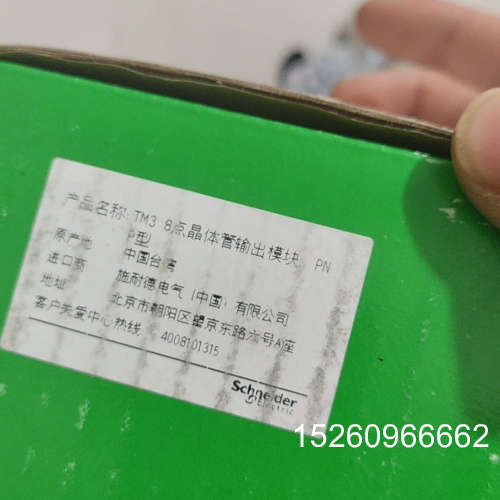 产品名称: TM3 8点晶体管输出模块, PN
P型
原产地 中国台湾
进口商 施耐德电气(中国)有限公司
地址 北京市朝阳区望京东路六号A座
客户关爱中心热线 4008101315
Schneider
Electric
15260966662